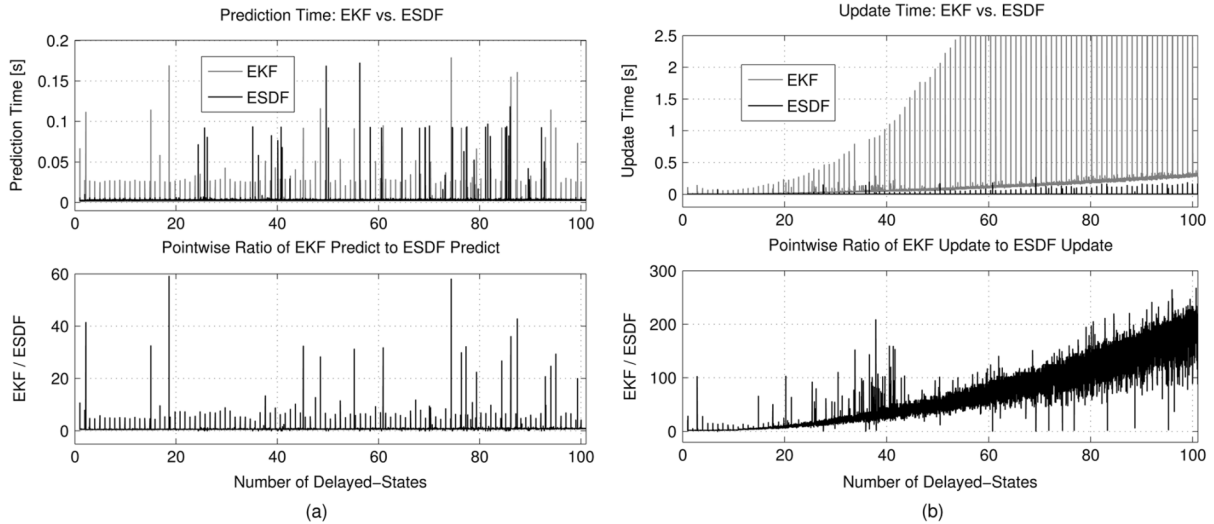 Prediction Time: EKF vs. ESDF
Prediction Time [s]
0.2
0.15
0.1
0.05
0
EKF
ESDF
0 20 40 60 80 100
Pointwise Ratio of EKF Predict to ESDF Predict
EKF / ESDF
60
40
20
0
0 20 40 60 80 100
Number of Delayed−States
(a)
Update Time: EKF vs. ESDF
Update Time [s]
2.5
2
1.5
1
0.5
0
EKF
ESDF
0 20 40 60 80 100
Pointwise Ratio of EKF Update to ESDF Update
EKF / ESDF
300
200
100
0
0 20 40 60 80 100
Number of Delayed−States
(b)